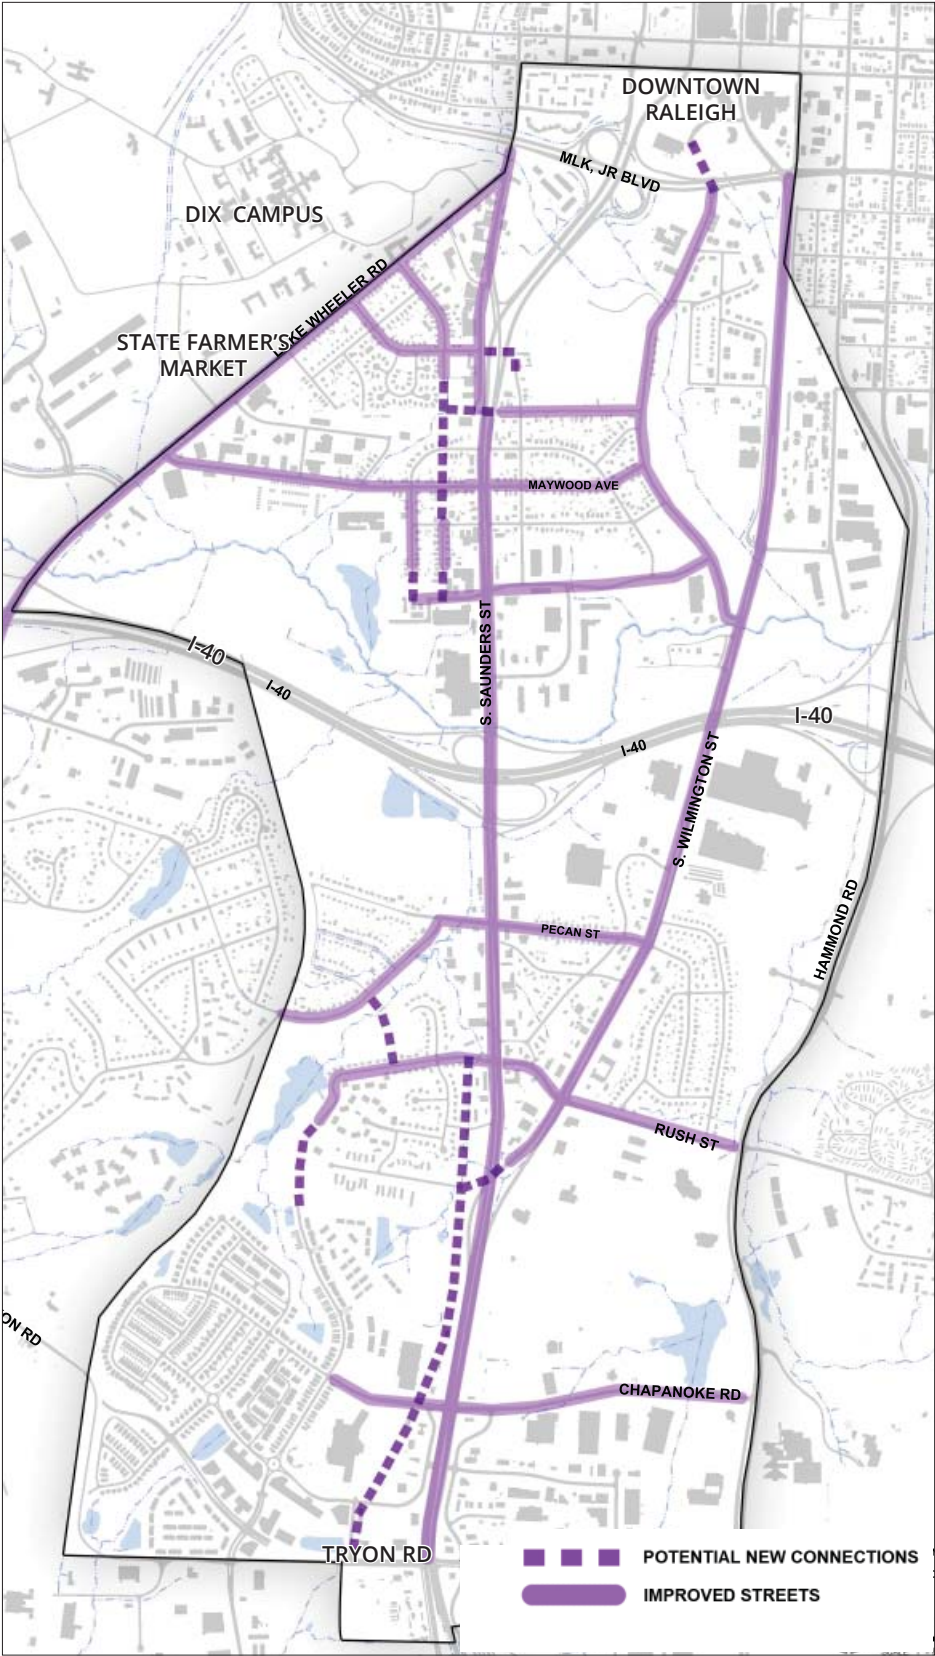 DOWNTOWN
RALEIGH
MLK, JR BLVD
DIX CAMPUS
LAKE WHEELER RD
STATE FARMER'S
MARKET
MAYWOOD AVE
S. SAUNDERS ST
I-40
I-40
I-40
I-40
S. WILMINGTON ST
HAMMOND RD
PECAN ST
RUSH ST
ON RD
CHAPANOKE RD
TRYON RD
POTENTIAL NEW CONNECTIONS
IMPROVED STREETS